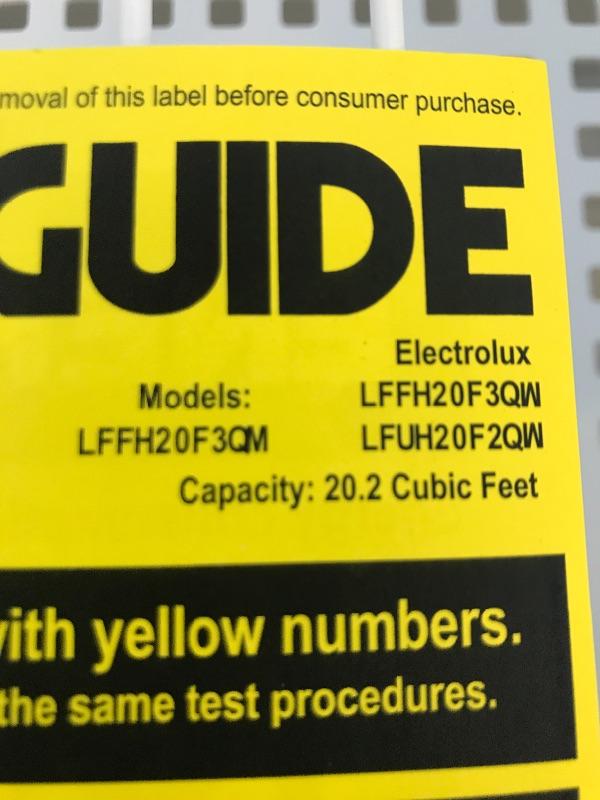 moval of this label before consumer purchase.
GUIDE
Electrolux
Models: LFFH20F3QW
LFFH20F3QM LFUH20F2QW
Capacity: 20.2 Cubic Feet
with yellow numbers.
the same test procedures.